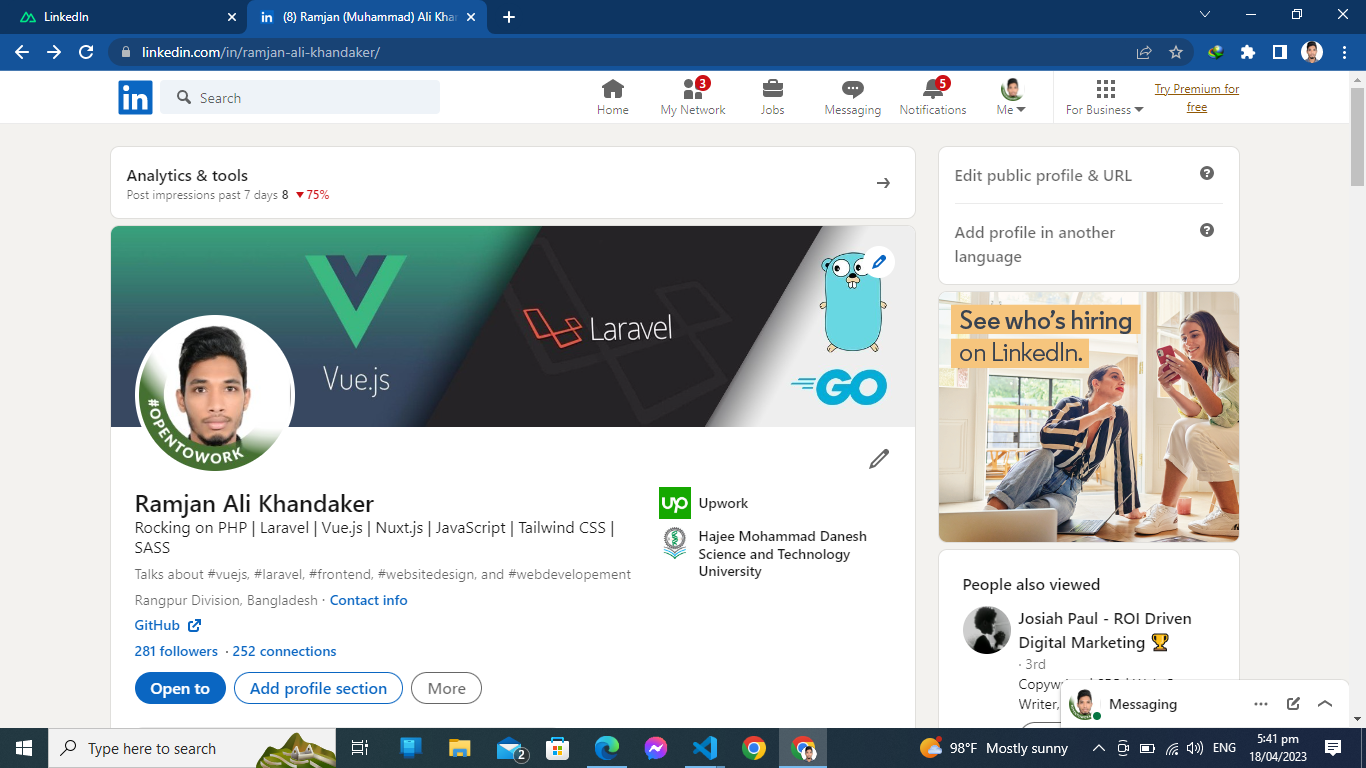 LinkedIn
(8) Ramjan (Muhammad) Ali Khan
linkedin.com/in/ramjan-ali-khandaker/
in
Search
Home
3
My Network
Jobs
Messaging
5
Notifications
Me
For Business
Try Premium for
free
Analytics & tools
Post impressions past 7 days 8 75%
Edit public profile & URL
Add profile in another
language
Vue.js
Laravel
GO
#OPENTOWORK
See who's hiring
on LinkedIn.
Ramjan Ali Khandaker
Rocking on PHP | Laravel | Vue.js | Nuxt.js | JavaScript | Tailwind CSS |
SASS
Talks about #vuejs, #laravel, #frontend, #websitedesign, and #webdevelopement
Rangpur Division, Bangladesh · Contact info
GitHub
281 followers · 252 connections
Open to
Add profile section
More
up Upwork
Hajee Mohammad Danesh
Science and Technology
University
People also viewed
Josiah Paul - ROI Driven
Digital Marketing 🏆
· 3rd
Writer,
Messaging
Type here to search
2
98°F Mostly sunny
ENG
5:41 pm
18/04/2023